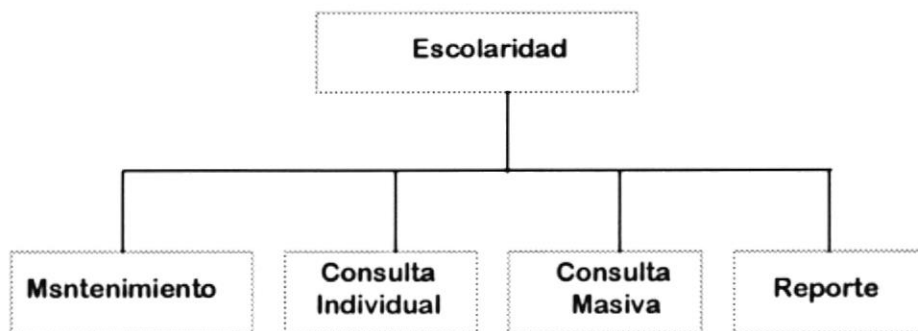 Escolaridad
Msntenimiento
Consulta
Individual
Consulta
Masiva
Reporte